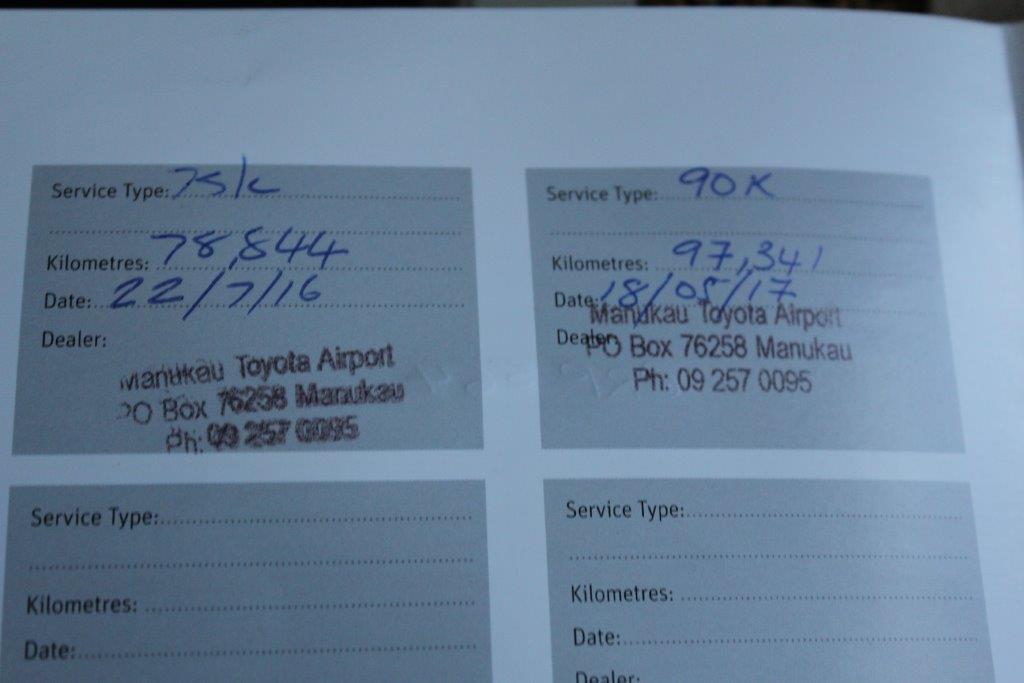 Service Type: 75K
Kilometres: 78,844
Date: 22/7/16
Dealer:
Manukau Toyota Airport
PO Box 76258 Manukau
Ph: 09 257 0095
Service Type: 90K
Kilometres: 97,341
Date: 18/05/17
Dealer:
Manukau Toyota Airport
PO Box 76258 Manukau
Ph: 09 257 0095
Service Type:
Kilometres:
Date:
Service Type:
Kilometres:
Date:
Dealer: